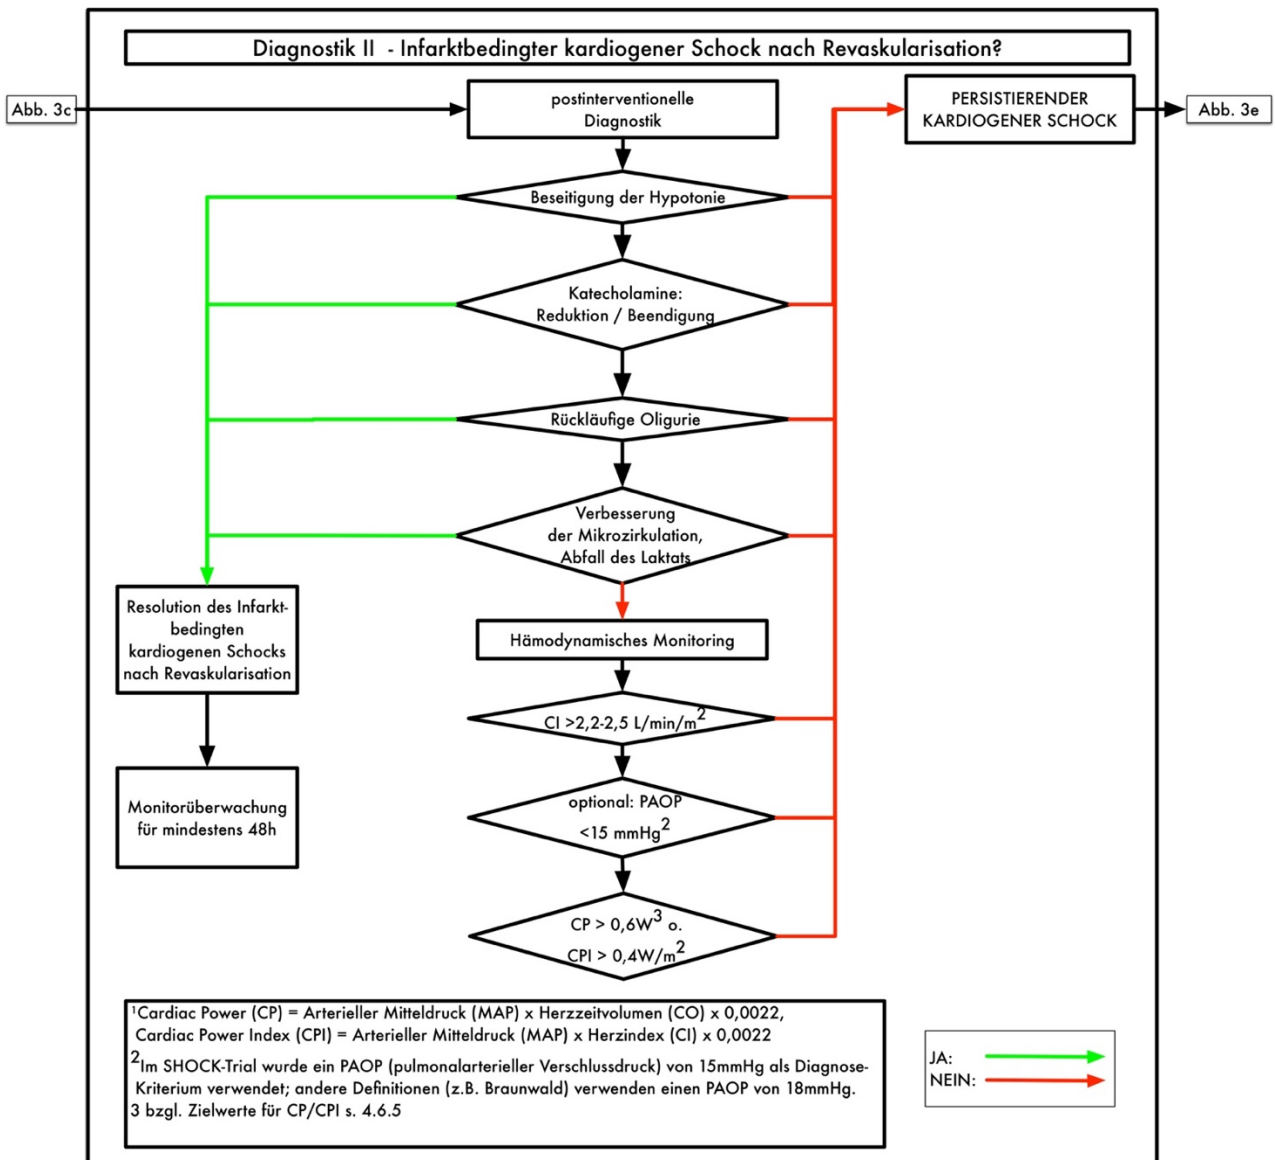 Diagnostik II - Infarktbedingter kardiogener Schock nach Revaskularisation?
Abb. 3c
postinterventionelle
Diagnostik
PERSISTIERENDER
KARDIOGENER SCHOCK
Abb. 3e
Beseitigung der Hypotonie
Katecholamine:
Reduktion / Beendigung
Rückläufige Oligurie
Verbesserung
der Mikrozirkulation,
Abfall des Laktats
Resolution des Infarkt-
bedingten
kardiogenen Schocks
nach Revaskularisation
Hämodynamisches Monitoring
CI >2,2-2,5 L/min/m²
Monitorüberwachung
für mindestens 48h
optional: PAOP
<15 mmHg²
CP > 0,6W³ o.
CPI > 0,4W/m²
¹Cardiac Power (CP) = Arterieller Mitteldruck (MAP) x Herzzeitvolumen (CO) x 0,0022,
Cardiac Power Index (CPI) = Arterieller Mitteldruck (MAP) x Herzindex (CI) x 0,0022
²Im SHOCK-Trial wurde ein PAOP (pulmonalarterieller Verschlussdruck) von 15mmHg als Diagnose-
Kriterium verwendet; andere Definitionen (z.B. Braunwald) verwenden einen PAOP von 18mmHg.
3 bzgl. Zielwerte für CP/CPI s. 4.6.5
JA:
NEIN: